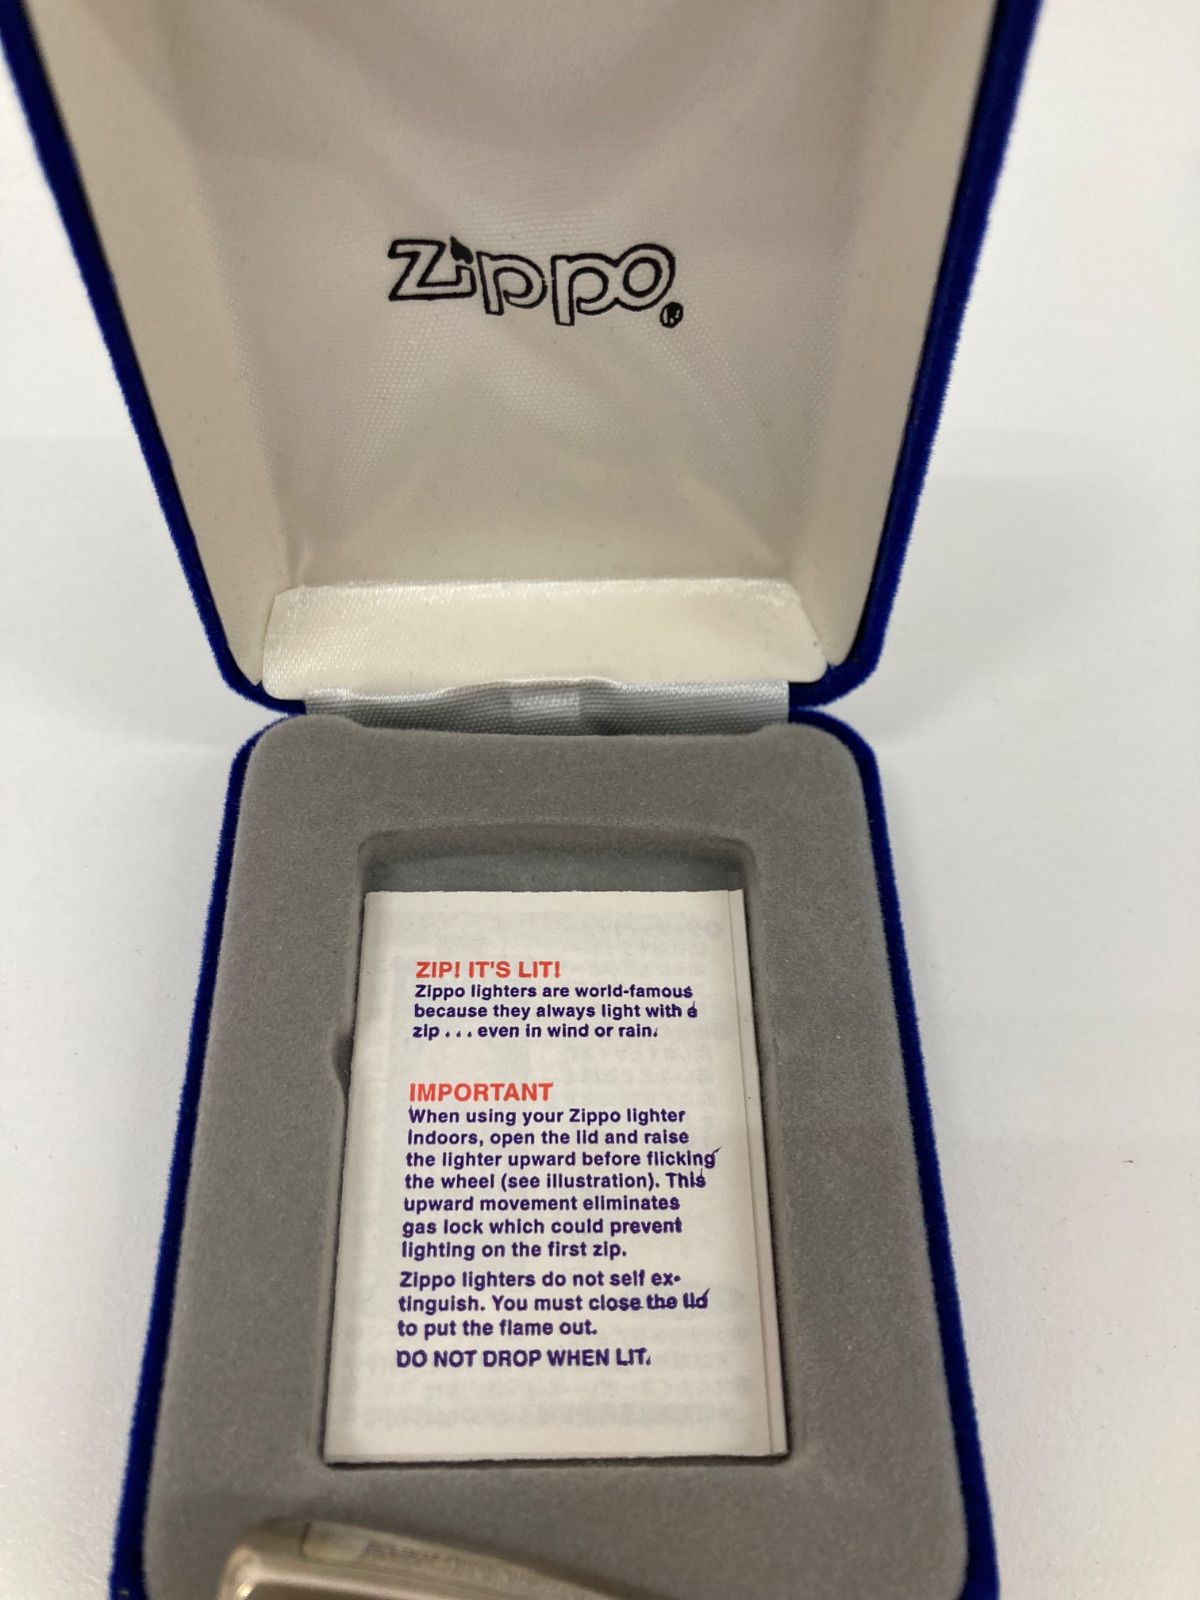 Zippo®
ZIP! IT'S LIT!
Zippo lighters are world-famous
because they always light with a
zip . . . even in wind or rain.
IMPORTANT
When using your Zippo lighter
indoors, open the lid and raise
the lighter upward before flicking
the wheel (see illustration). This
upward movement eliminates
gas lock which could prevent
lighting on the first zip.
Zippo lighters do not self ex-
tinguish. You must close the lid
to put the flame out.
DO NOT DROP WHEN LIT.